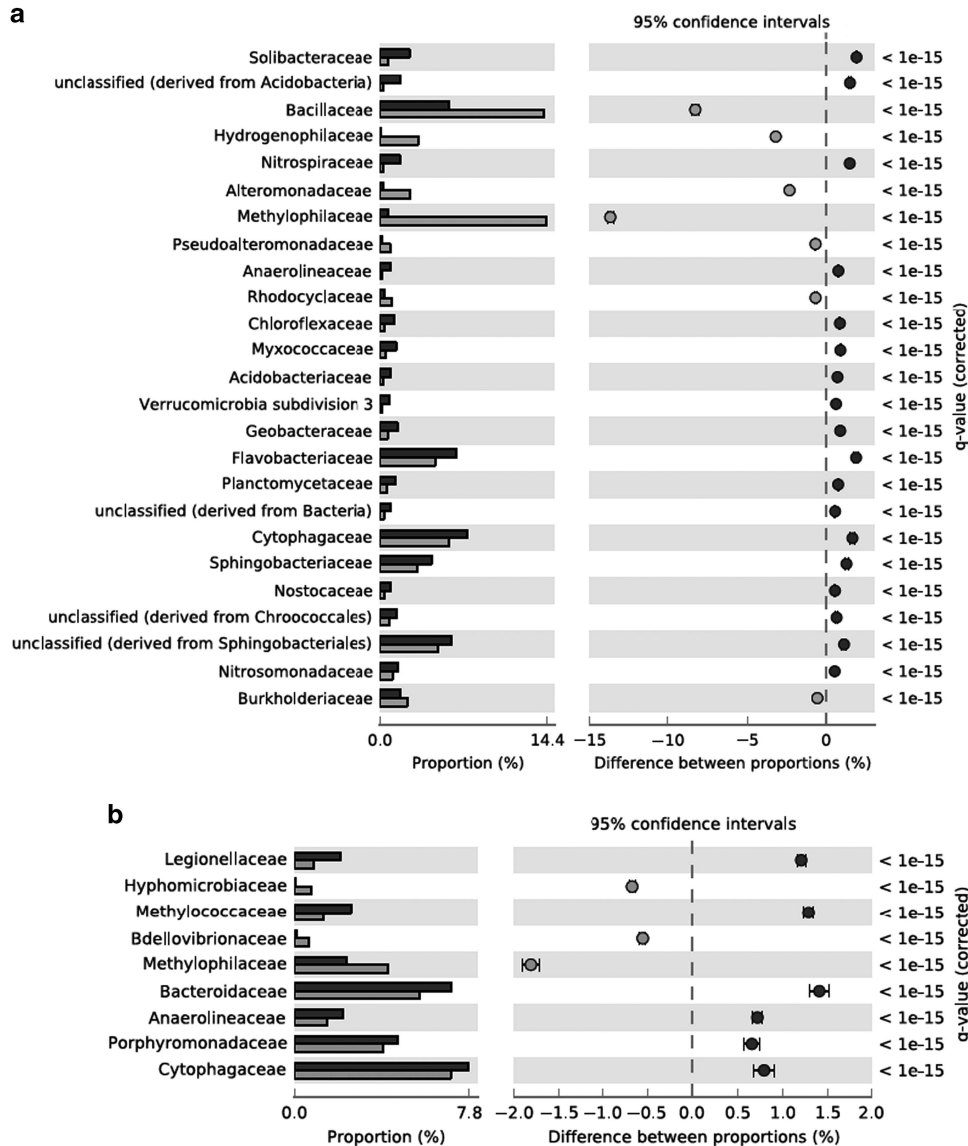 a
95% confidence intervals
Solibacteraceae < 1e-15
unclassified (derived from Acidobacteria) < 1e-15
Bacillaceae < 1e-15
Hydrogenophilaceae < 1e-15
Nitrospiraceae < 1e-15
Alteromonadaceae < 1e-15
Methylophilaceae < 1e-15
Pseudoalteromonadaceae < 1e-15
Anaerolineaceae < 1e-15
Rhodocyclaceae < 1e-15
Chloroflexaceae < 1e-15
Myxococcaceae < 1e-15
Acidobacteriaceae < 1e-15
Verrucomicrobia subdivision 3 < 1e-15
Geobacteraceae < 1e-15
Flavobacteriaceae < 1e-15
Planctomycetaceae < 1e-15
unclassified (derived from Bacteria) < 1e-15
Cytophagaceae < 1e-15
Sphingobacteriaceae < 1e-15
Nostocaceae < 1e-15
unclassified (derived from Chroococcales) < 1e-15
unclassified (derived from Sphingobacteriales) < 1e-15
Nitrosomonadaceae < 1e-15
Burkholderiaceae < 1e-15
q-value (corrected)
0.0 14.4 −15 −10 −5 0
Proportion (%) Difference between proportions (%)
b
95% confidence intervals
Legionellaceae < 1e-15
Hyphomicrobiaceae < 1e-15
Methylococcaceae < 1e-15
Bdellovibrionaceae < 1e-15
Methylophilaceae < 1e-15
Bacteroidaceae < 1e-15
Anaerolineaceae < 1e-15
Porphyromonadaceae < 1e-15
Cytophagaceae < 1e-15
q-value (corrected)
0.0 7.8 −2.0 −1.5 −1.0 −0.5 0.0 0.5 1.0 1.5 2.0
Proportion (%) Difference between proportions (%)